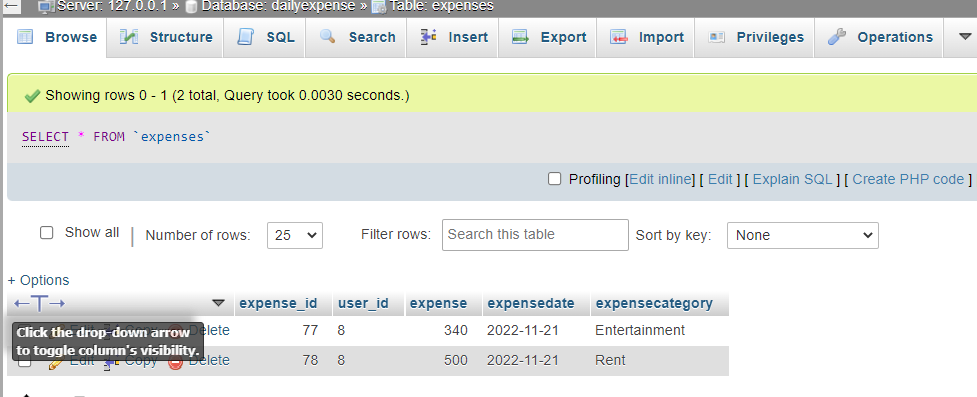 Server: 127.0.0.1 » Database: dailyexpense » Table: expenses
Browse Structure SQL Search Insert Export Import Privileges Operations
Showing rows 0 - 1 (2 total, Query took 0.0030 seconds.)
SELECT * FROM `expenses`
Profiling [Edit inline] [ Edit ] [ Explain SQL ] [ Create PHP code ]
Show all | Number of rows: 25 Filter rows: Search this table Sort by key: None
+ Options
←T→ expense_id user_id expense expensedate expensecategory
Delete 77 8 340 2022-11-21 Entertainment
Click the drop-down arrow
to toggle column's visibility.
Edit Copy Delete 78 8 500 2022-11-21 Rent